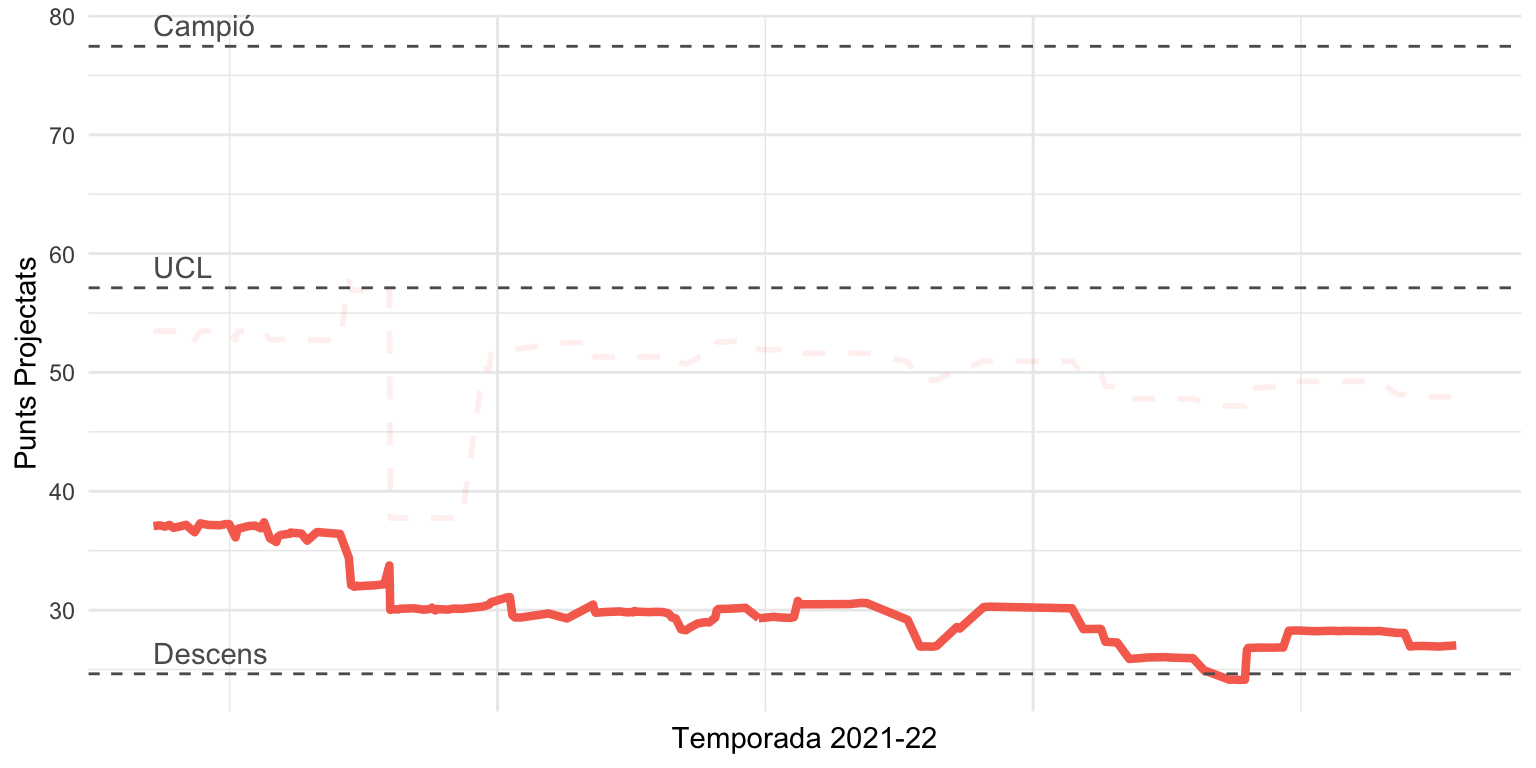 80
Campió
70
60
UCL
50
40
30
Descens
Punts Projectats
Temporada 2021-22